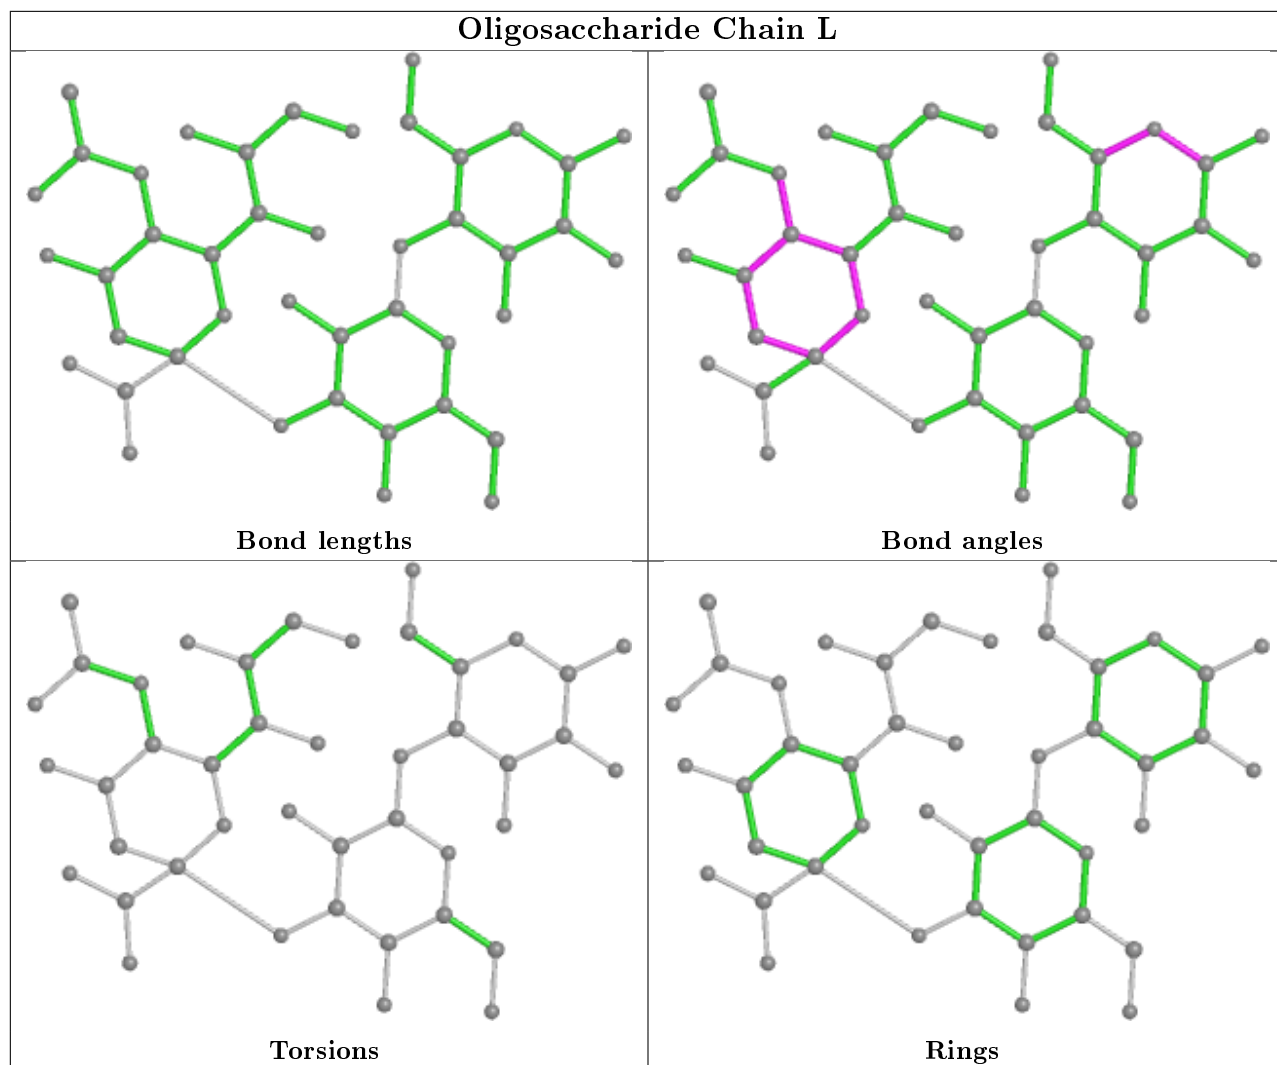 Oligosaccharide Chain L
Bond lengths
Bond angles
Torsions
Rings